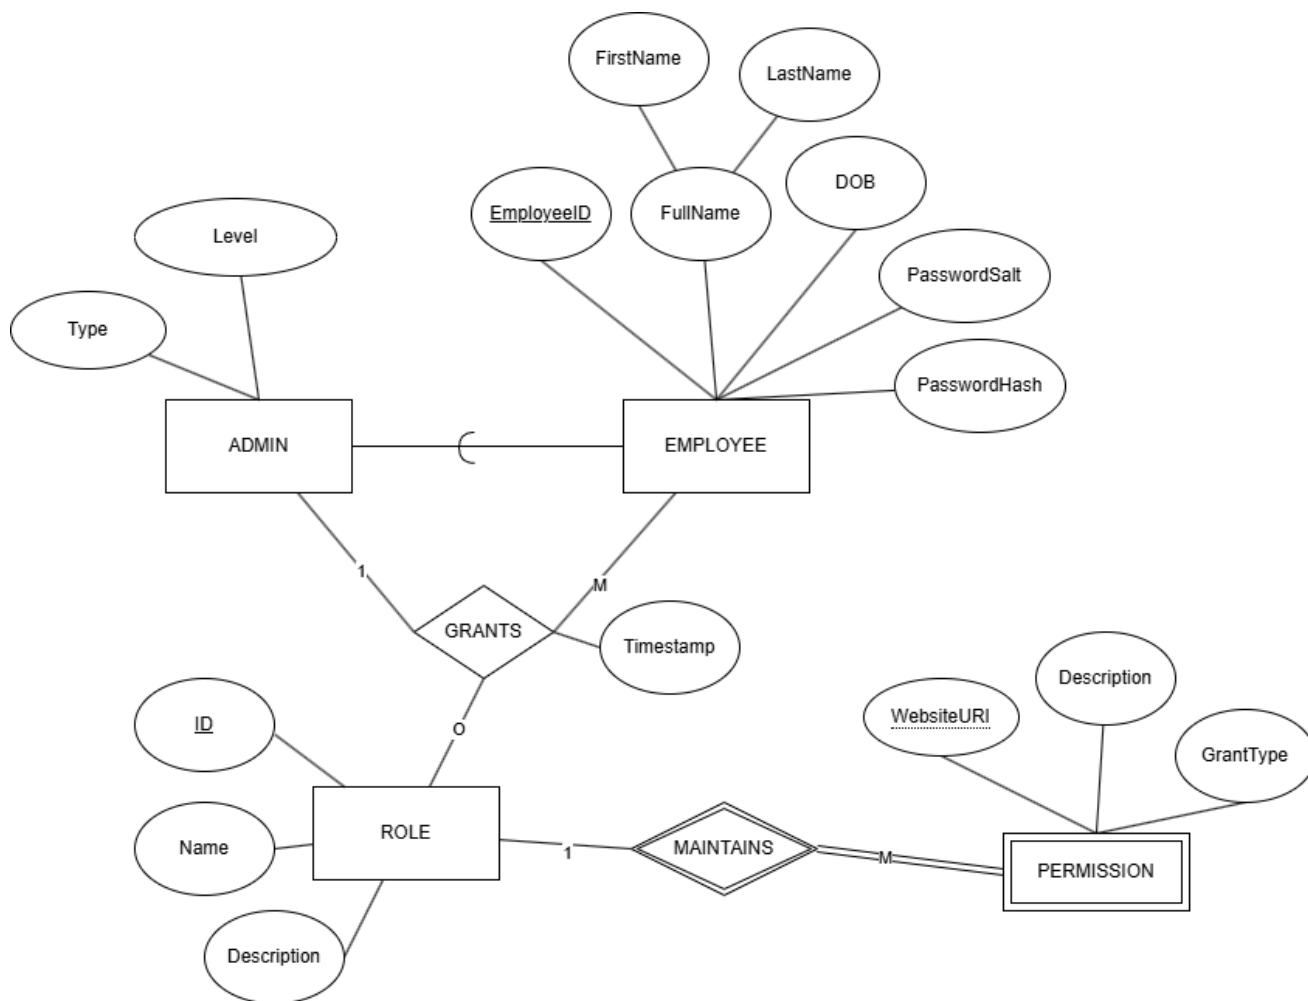 FirstName
LastName
DOB
EmployeeID
FullName
Level
PasswordSalt
Type
PasswordHash
ADMIN
EMPLOYEE
1
M
GRANTS
Timestamp
Description
WebsiteURI
ID
O
GrantType
ROLE
Name
1
MAINTAINS
M
PERMISSION
Description